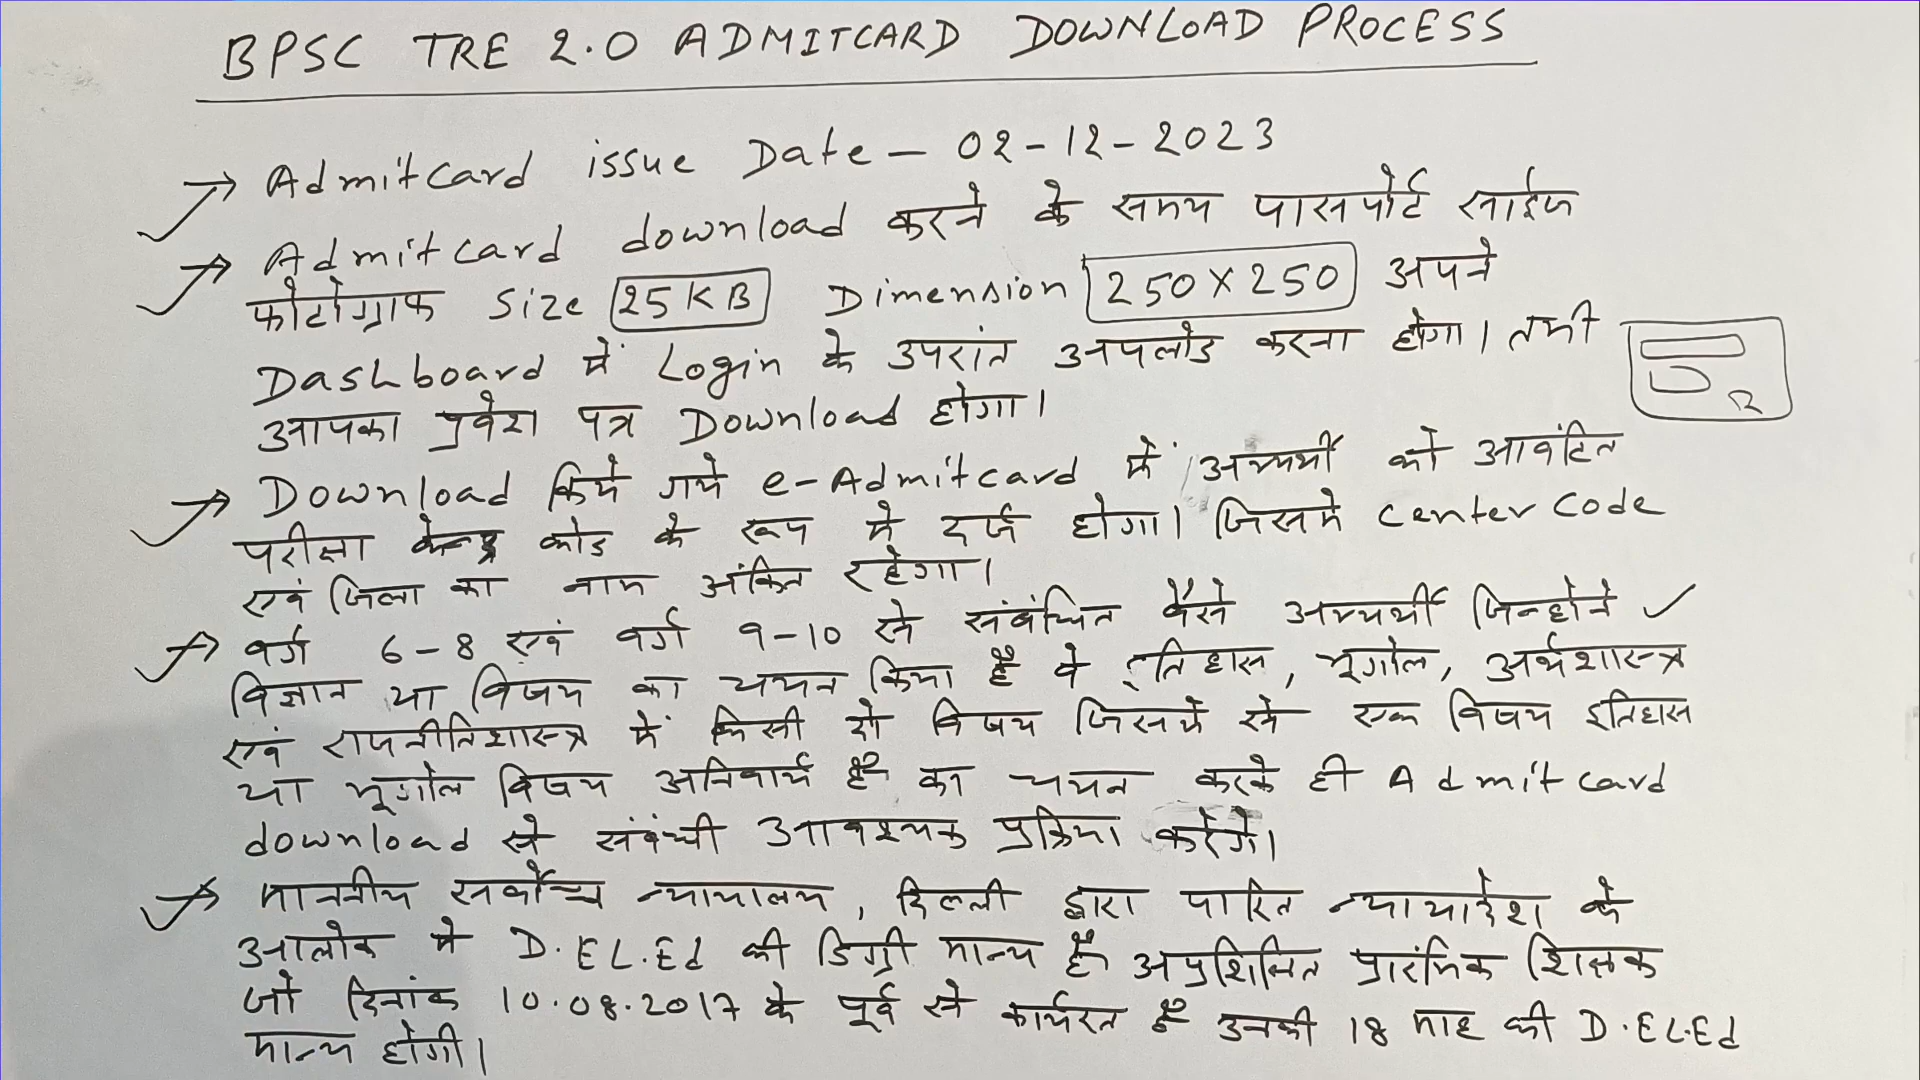 BPSC TRE 2.0 ADMITCARD DOWNLOAD PROCESS
Admitcard issue Date – 02-12-2023
Admitcard download करने के समय पासपोर्ट साईज
फोटोग्राफ Size 25KB Dimension 250X250 अपने
Dashboard में Login के उपरांत अपलोड करना होगा। तभी
आपका प्रवेश पत्र Download होगा।
Download किये गये e-Admitcard में अभ्यर्थी को आवंटित
परीक्षा केन्द्र कोड के रूप में दर्ज होगा। जिसमें Center Code
एवं जिला का नाम अंकित रहेगा।
वर्ग 6-8 एवं वर्ग 9-10 से संबंधित वैसे अभ्यर्थी जिन्होंने
विज्ञान या विषय का चयन किया है वे इतिहास, भूगोल, अर्थशास्त्र
एवं राजनीतिशास्त्र में किसी दो विषय जिसमें से एक विषय इतिहास
या भूगोल विषय अनिवार्य है का चयन करके ही Admitcard
download से संबंधी आवश्यक प्रक्रिया करेंगे।
माननीय सर्वोच्च न्यायालय, दिल्ली द्वारा पारित न्यायादेश के
आलोक में D.EL.Ed की डिग्री मान्य है अप्रशिक्षित प्रारंभिक शिक्षक
जो दिनांक 10.08.2017 के पूर्व से कार्यरत है उनकी 18 माह की D.EL.Ed
मान्य होगी।